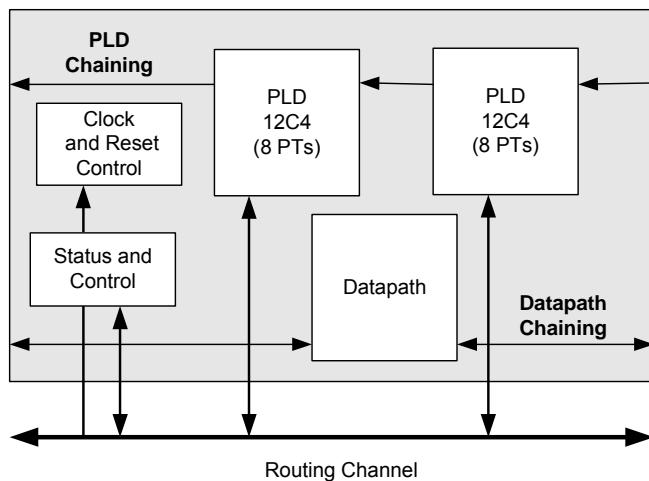 PLD
Chaining
PLD
12C4
(8 PTs)
PLD
12C4
(8 PTs)
Clock
and Reset
Control
Status and
Control
Datapath
Datapath
Chaining
Routing Channel